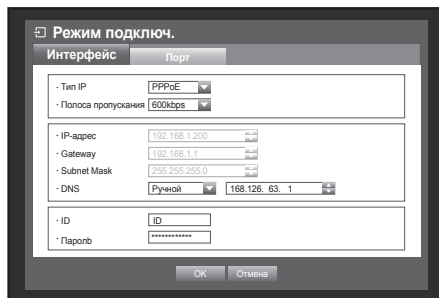 Режим подключ.
Интерфейс Порт
· Тип IP PPPoE
· Полоса пропускания 600kbps
· IP-адрес 192.168.1.200
· Gateway 192.168.1.1
· Subnet Mask 255.255.255.0
· DNS Ручной 168.126. 63. 1
· ID ID
· Пароль ************
OK Отмена